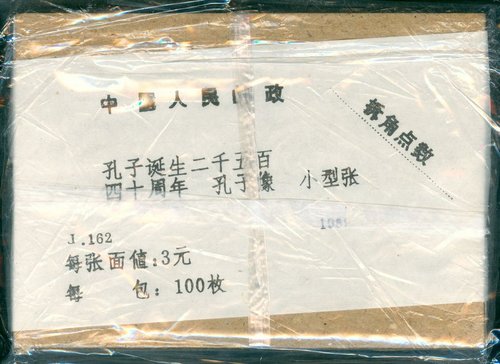 中国人民邮政
拆角点数
孔子诞生二千五百
四十周年 孔子像 小型张
J.162
每张面值:3元
每 包:100枚